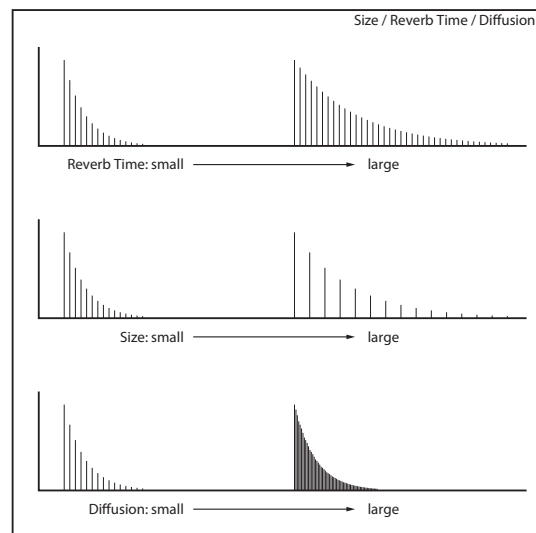 Size / Reverb Time / Diffusion
Reverb Time: small large
Size: small large
Diffusion: small large